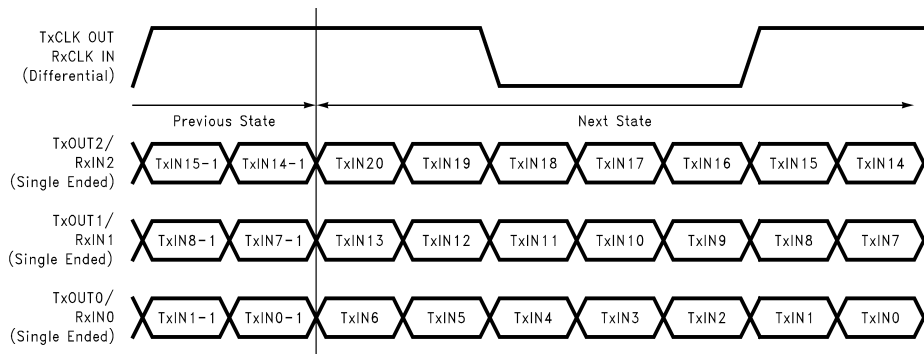 TxCLK OUT
RxCLK IN
(Differential)
Previous State
Next State
TxOUT2/
RxIN2
(Single Ended)
TxIN15-1 TxIN14-1 TxIN20 TxIN19 TxIN18 TxIN17 TxIN16 TxIN15 TxIN14
TxOUT1/
RxIN1
(Single Ended)
TxIN8-1 TxIN7-1 TxIN13 TxIN12 TxIN11 TxIN10 TxIN9 TxIN8 TxIN7
TxOUT0/
RxIN0
(Single Ended)
TxIN1-1 TxIN0-1 TxIN6 TxIN5 TxIN4 TxIN3 TxIN2 TxIN1 TxIN0